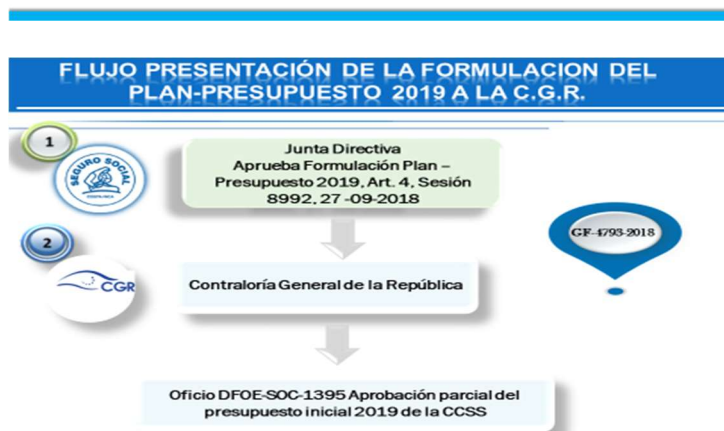 FLUJO PRESENTACIÓN DE LA FORMULACION DEL
PLAN-PRESUPUESTO 2019 A LA C.G.R.
1
SEGURO SOCIAL
COSTA RICA
Junta Directiva
Aprueba Formulación Plan –
Presupuesto 2019, Art. 4, Sesión
8992, 27 -09-2018
2
CGR
GF-4793-2018
Contraloría General de la República
Oficio DFOE-SOC-1395 Aprobación parcial del
presupuesto inicial 2019 de la CCSS